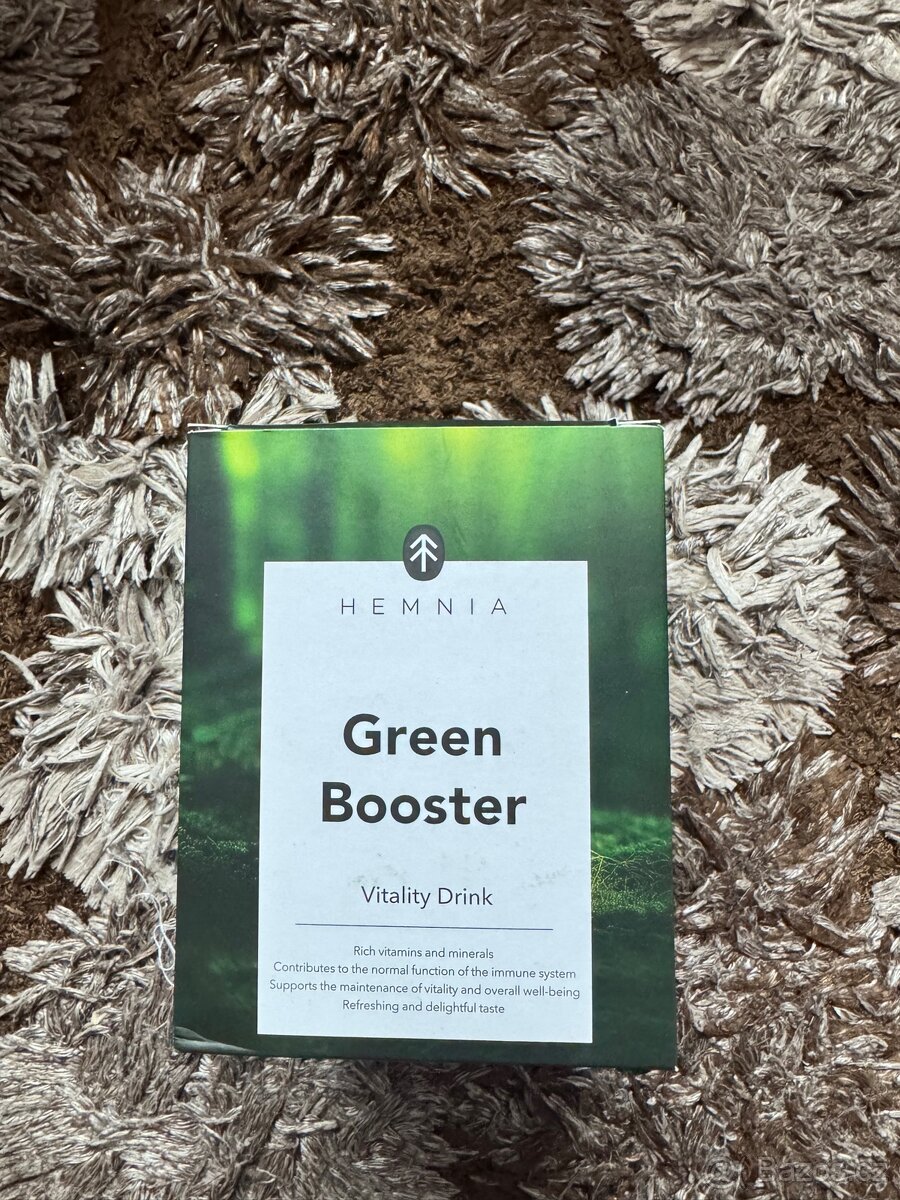 HEMNIA
Green
Booster
Vitality Drink
Rich vitamins and minerals
Contributes to the normal function of the immune system
Supports the maintenance of vitality and overall well-being
Refreshing and delightful taste